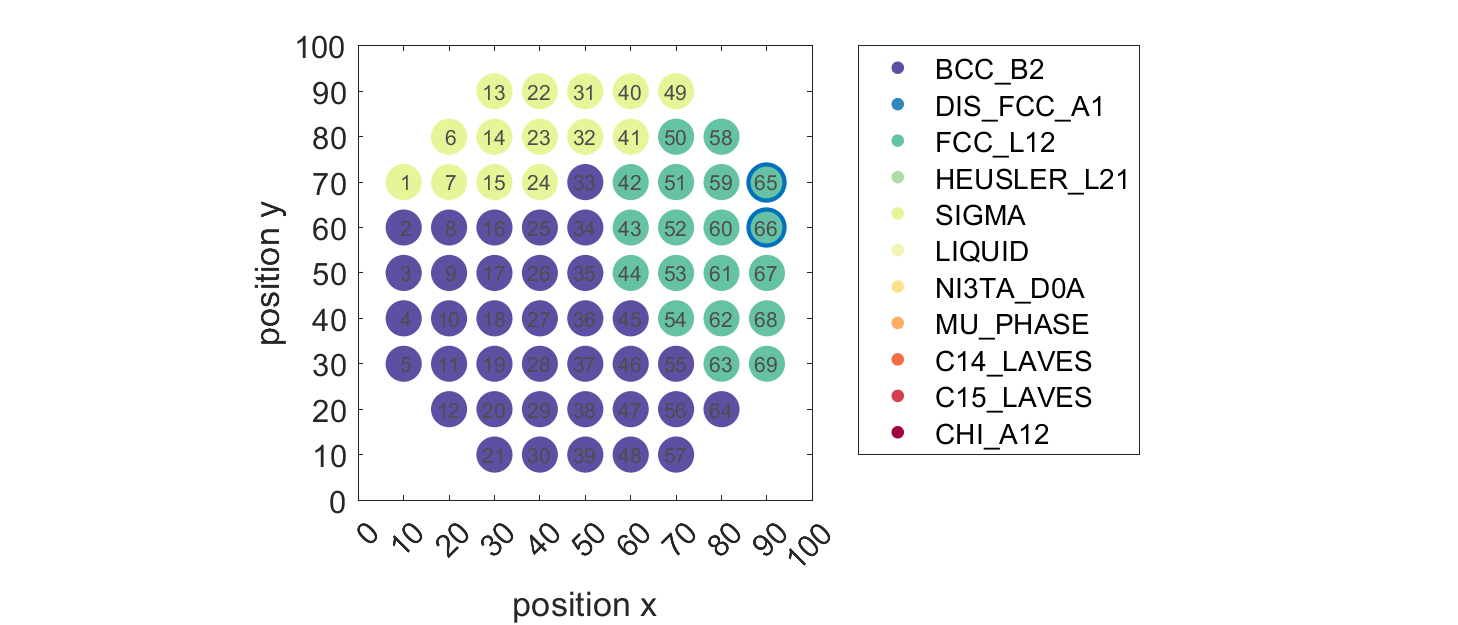 100
90
80
70
60
50
40
30
20
10
0
position y
13 22 31 40 49
6 14 23 32 41 50 58
1 7 15 24 33 42 51 59 65
2 8 16 25 34 43 52 60 66
3 9 17 26 35 44 53 61 67
4 10 18 27 36 45 54 62 68
5 11 19 28 37 46 55 63 69
12 20 29 38 47 56 64
21 30 39 48 57
0 10 20 30 40 50 60 70 80 90 100
position x
BCC_B2
DIS_FCC_A1
FCC_L12
HEUSLER_L21
SIGMA
LIQUID
NI3TA_D0A
MU_PHASE
C14_LAVES
C15_LAVES
CHI_A12